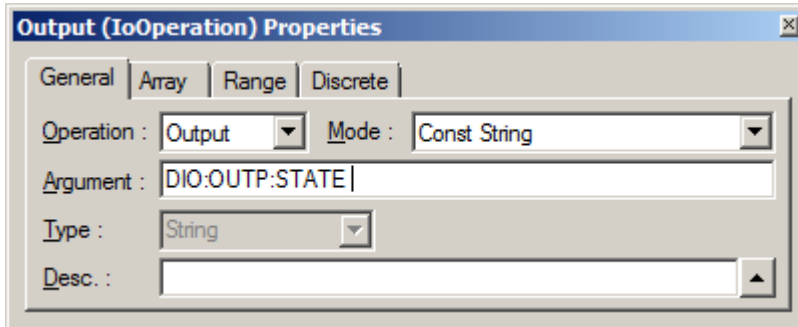 Output (IoOperation) Properties
General Array Range Discrete
Operation : Output Mode : Const String
Argument : DIO:OUTP:STATE
Type : String
Desc. :